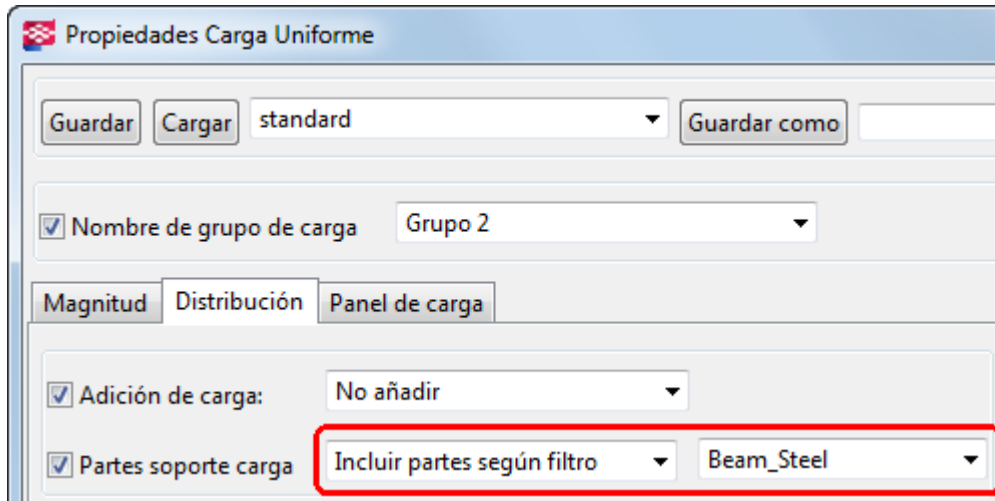 Propiedades Carga Uniforme
Guardar Cargar standard Guardar como
Nombre de grupo de carga Grupo 2
Magnitud Distribución Panel de carga
Adición de carga: No añadir
Partes soporte carga Incluir partes según filtro Beam_Steel